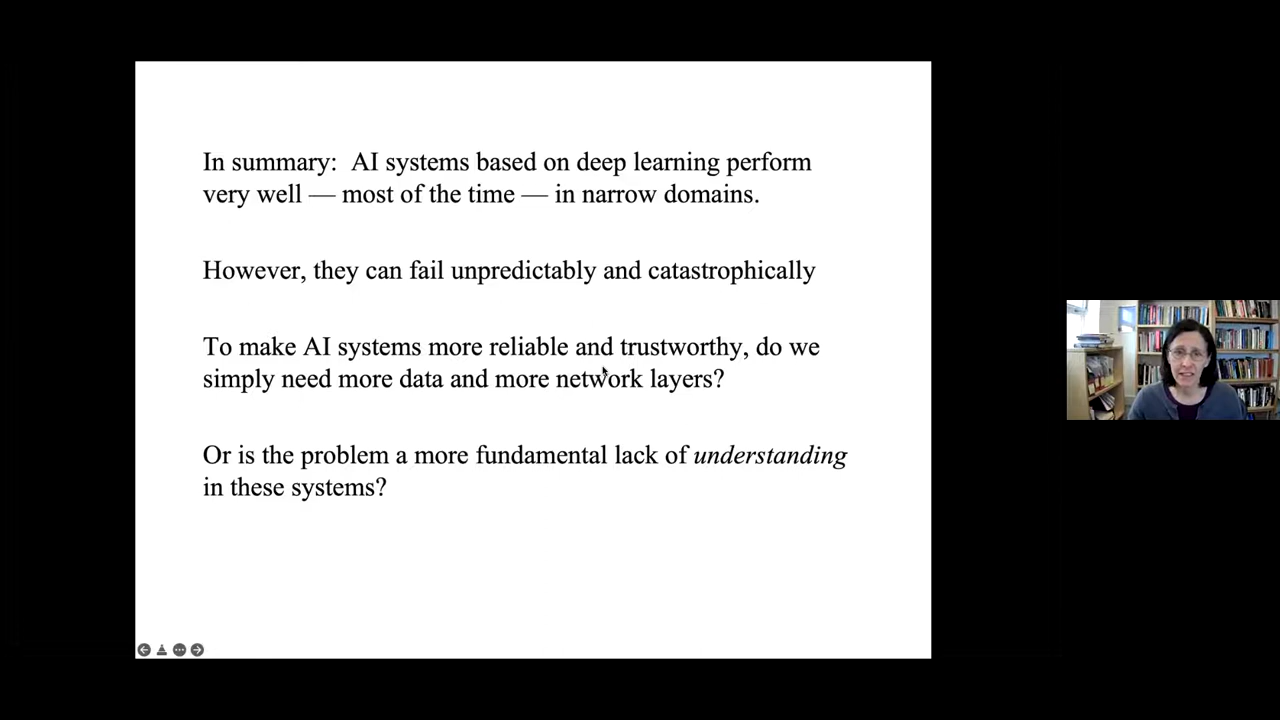 In summary:  AI systems based on deep learning perform
very well — most of the time — in narrow domains.
However, they can fail unpredictably and catastrophically
To make AI systems more reliable and trustworthy, do we
simply need more data and more network layers?
Or is the problem a more fundamental lack of understanding
in these systems?